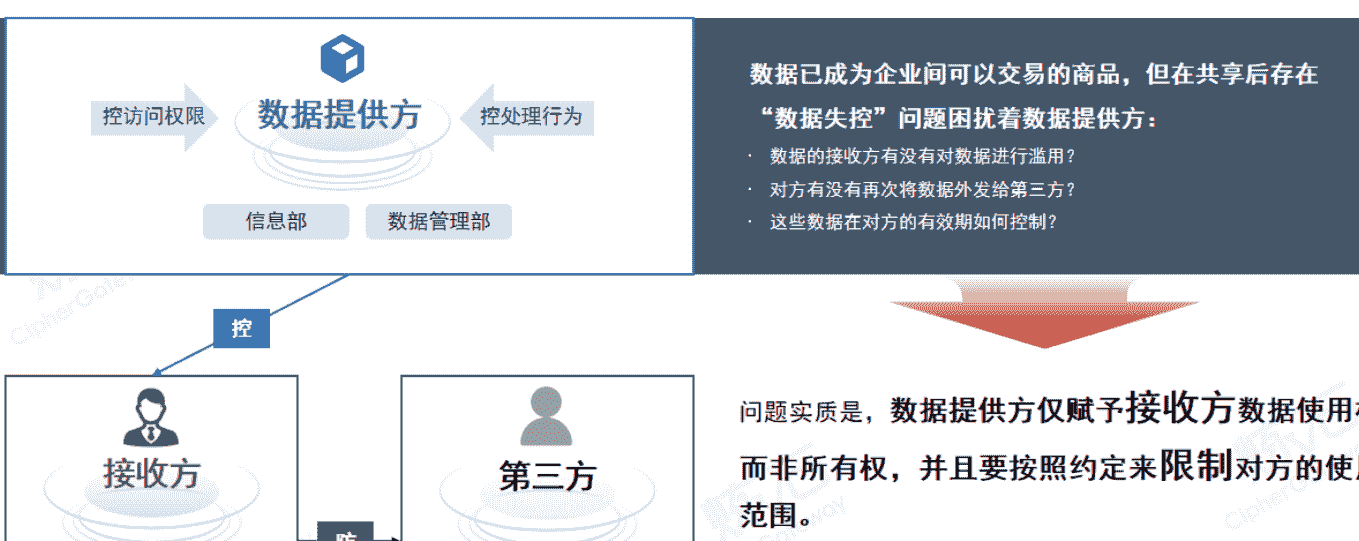 控访问权限
数据提供方
控处理行为
信息部
数据管理部
数据已成为企业间可以交易的商品，但在共享后存在
“数据失控”问题困扰着数据提供方：
· 数据的接收方有没有对数据进行滥用？
· 对方有没有再次将数据外发给第三方？
· 这些数据在对方的有效期如何控制？
CipherGateway
控
接收方
第三方
防
问题实质是，数据提供方仅赋予接收方数据使用
而非所有权，并且要按照约定来限制对方的使
范围。